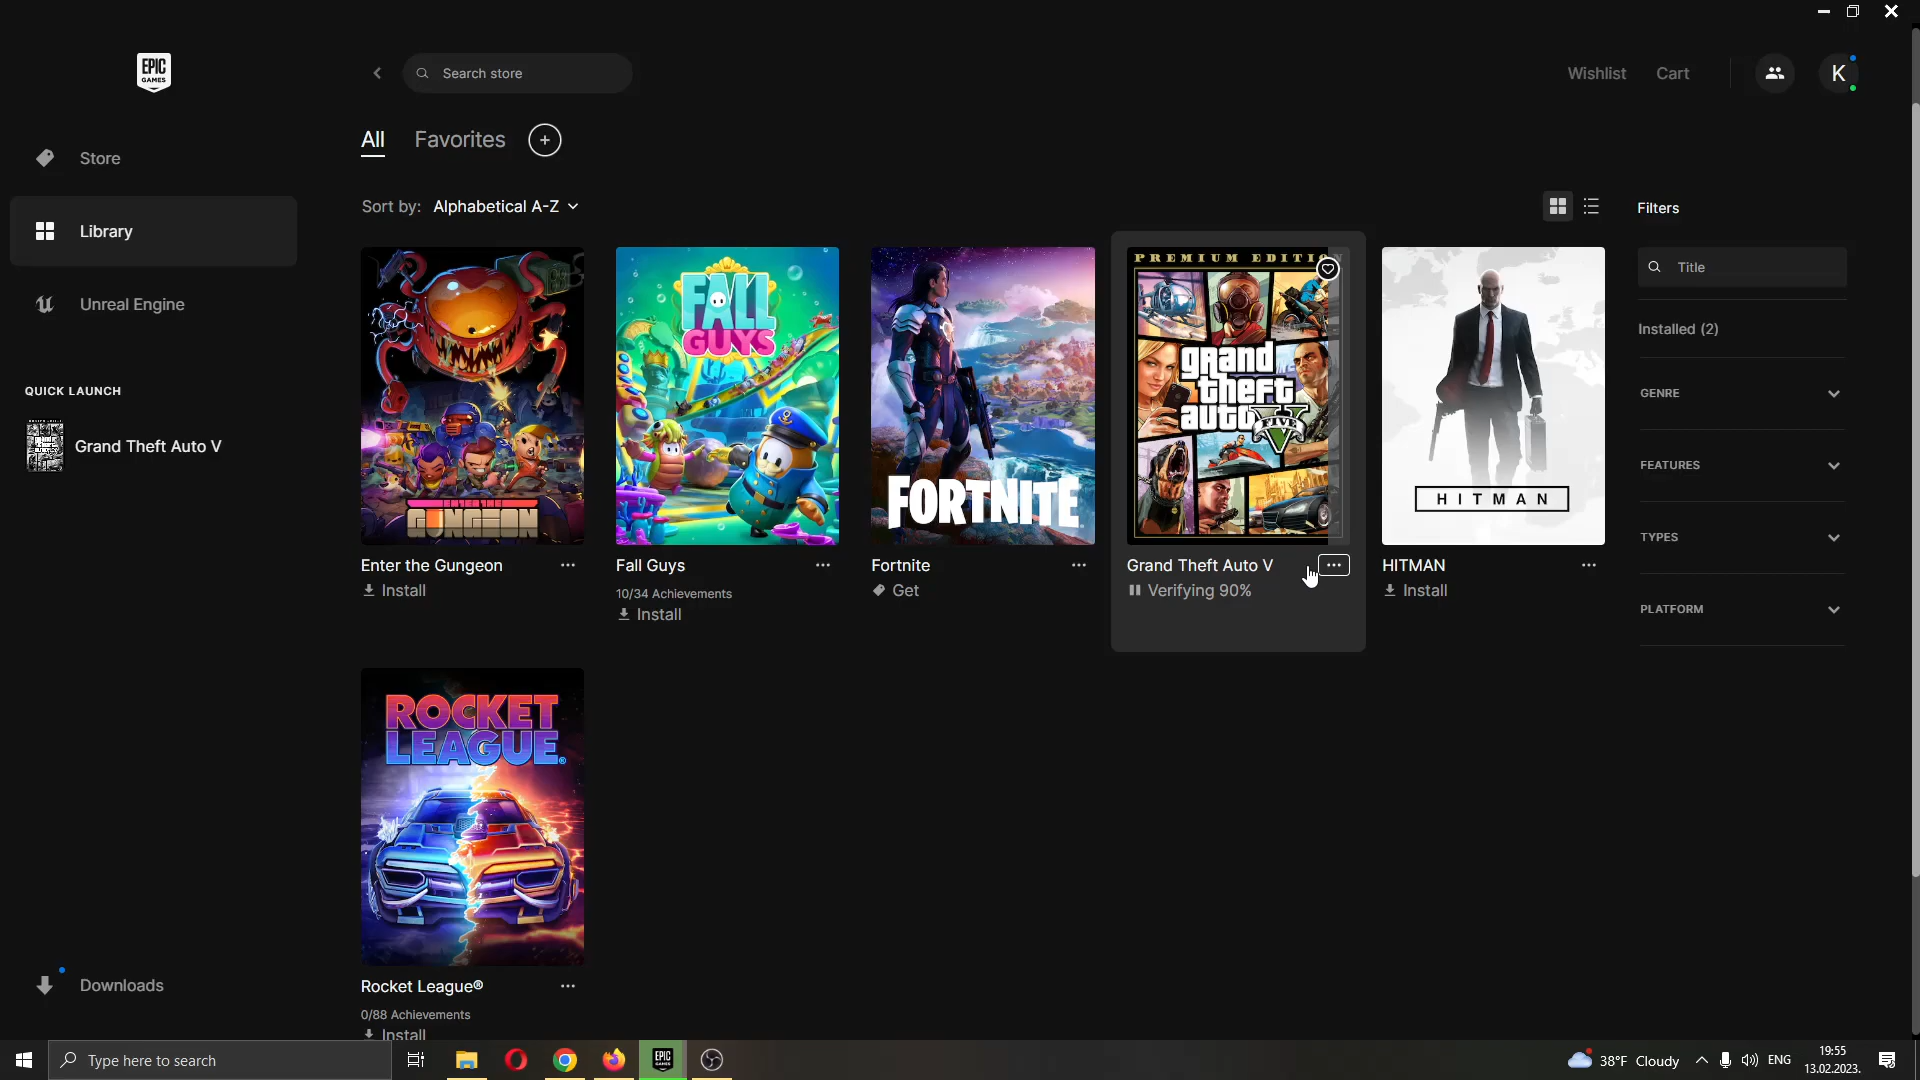 EPIC
GAMES
Search store
Wishlist
Cart
K
All
Favorites
Store
Library
Unreal Engine
QUICK LAUNCH
Grand Theft Auto V
Sort by: Alphabetical A-Z
Filters
Title
Installed (2)
GENRE
FEATURES
TYPES
PLATFORM
GUNGEON
Enter the Gungeon
Install
FALL
GUYS
Fall Guys
10/34 Achievements
Install
FORTNITE
Fortnite
Get
PREMIUM EDITION
grand
theft
auto V
FIVE
Grand Theft Auto V
Verifying 90%
HITMAN
HITMAN
Install
ROCKET
LEAGUE®
Rocket League®
0/88 Achievements
Install
Downloads
Type here to search
EPIC
GAMES
38°F Cloudy
ENG
19:55
13.02.2023.